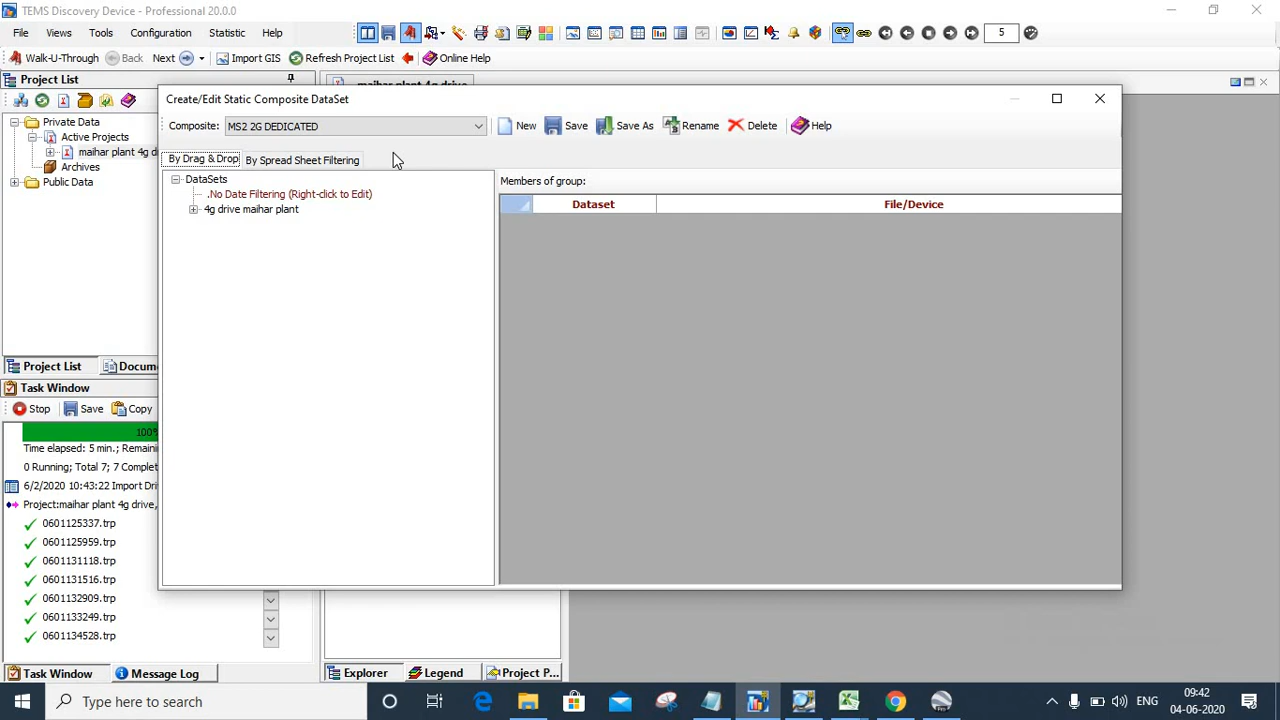 TEMS Discovery Device - Professional 20.0.0
File Views Tools Configuration Statistic Help 5
Walk-U-Through Back Next Import GIS Refresh Project List Online Help
Project List
maihar plant 4g drive
Private Data
Active Projects
maihar plant 4g d
Archives
Public Data
Project List Docume
Create/Edit Static Composite DataSet
Composite: MS2 2G DEDICATED New Save Save As Rename Delete Help
By Drag & Drop By Spread Sheet Filtering
DataSets
.No Date Filtering (Right-click to Edit)
4g drive maihar plant
Members of group:
Dataset File/Device
Task Window
Stop Save Copy
100%
Time elapsed: 5 min.; Remaini
0 Running; Total 7; 7 Complet
6/2/2020 10:43:22 Import Dri
Project:maihar plant 4g drive,
0601125337.trp
0601125959.trp
0601131118.trp
0601131516.trp
0601132909.trp
0601133249.trp
0601134528.trp
Task Window Message Log
Explorer Legend Project P...
Type here to search
ENG
09:42
04-06-2020